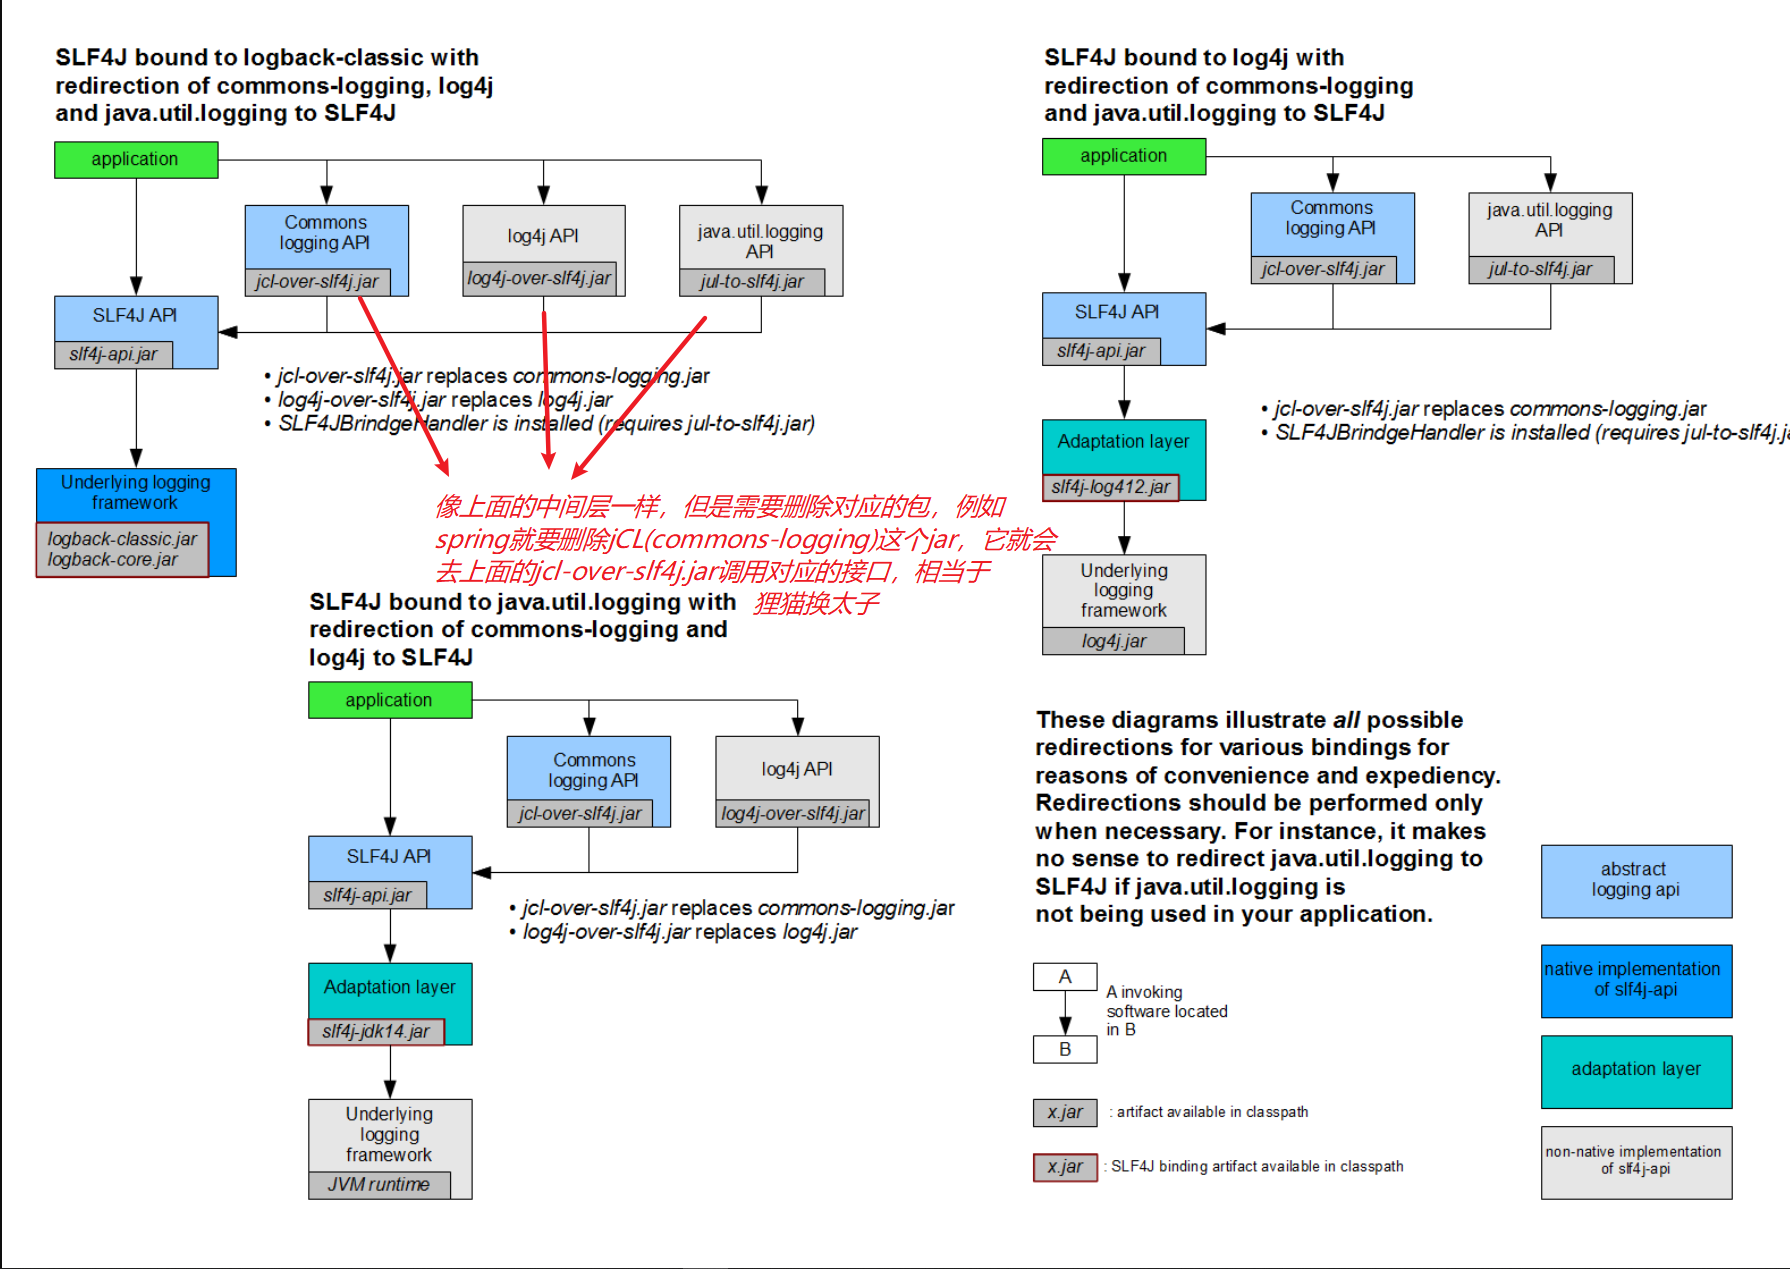 SLF4J bound to logback-classic with
redirection of commons-logging, log4j
and java.util.logging to SLF4J
application
Commons
logging API
jcl-over-slf4j.jar
log4j API
log4j-over-slf4j.jar
java.util.logging
API
jul-to-slf4j.jar
SLF4J API
slf4j-api.jar
• jcl-over-slf4j.jar replaces commons-logging.jar
• log4j-over-slf4j.jar replaces log4j.jar
• SLF4JBrindgeHandler is installed (requires jul-to-slf4j.jar)
Underlying logging
framework
logback-classic.jar
logback-core.jar
像上面的中间层一样，但是需要删除对应的包，例如
spring就要删除jCL(commons-logging)这个jar，它就会
去上面的jcl-over-slf4j.jar调用对应的接口，相当于
狸猫换太子
SLF4J bound to log4j with
redirection of commons-logging
and java.util.logging to SLF4J
application
Commons
logging API
jcl-over-slf4j.jar
java.util.logging
API
jul-to-slf4j.jar
SLF4J API
slf4j-api.jar
• jcl-over-slf4j.jar replaces commons-logging.jar
• SLF4JBrindgeHandler is installed (requires jul-to-slf4j.ja
Adaptation layer
slf4j-log412.jar
Underlying
logging
framework
log4j.jar
SLF4J bound to java.util.logging with
redirection of commons-logging and
log4j to SLF4J
application
Commons
logging API
jcl-over-slf4j.jar
log4j API
log4j-over-slf4j.jar
SLF4J API
slf4j-api.jar
• jcl-over-slf4j.jar replaces commons-logging.jar
• log4j-over-slf4j.jar replaces log4j.jar
Adaptation layer
slf4j-jdk14.jar
Underlying
logging
framework
JVM runtime
These diagrams illustrate all possible
redirections for various bindings for
reasons of convenience and expediency.
Redirections should be performed only
when necessary. For instance, it makes
no sense to redirect java.util.logging to
SLF4J if java.util.logging is
not being used in your application.
A
A invoking
software located
in B
B
x.jar : artifact available in classpath
x.jar : SLF4J binding artifact available in classpath
abstract
logging api
native implementation
of slf4j-api
adaptation layer
non-native implementation
of slf4j-api